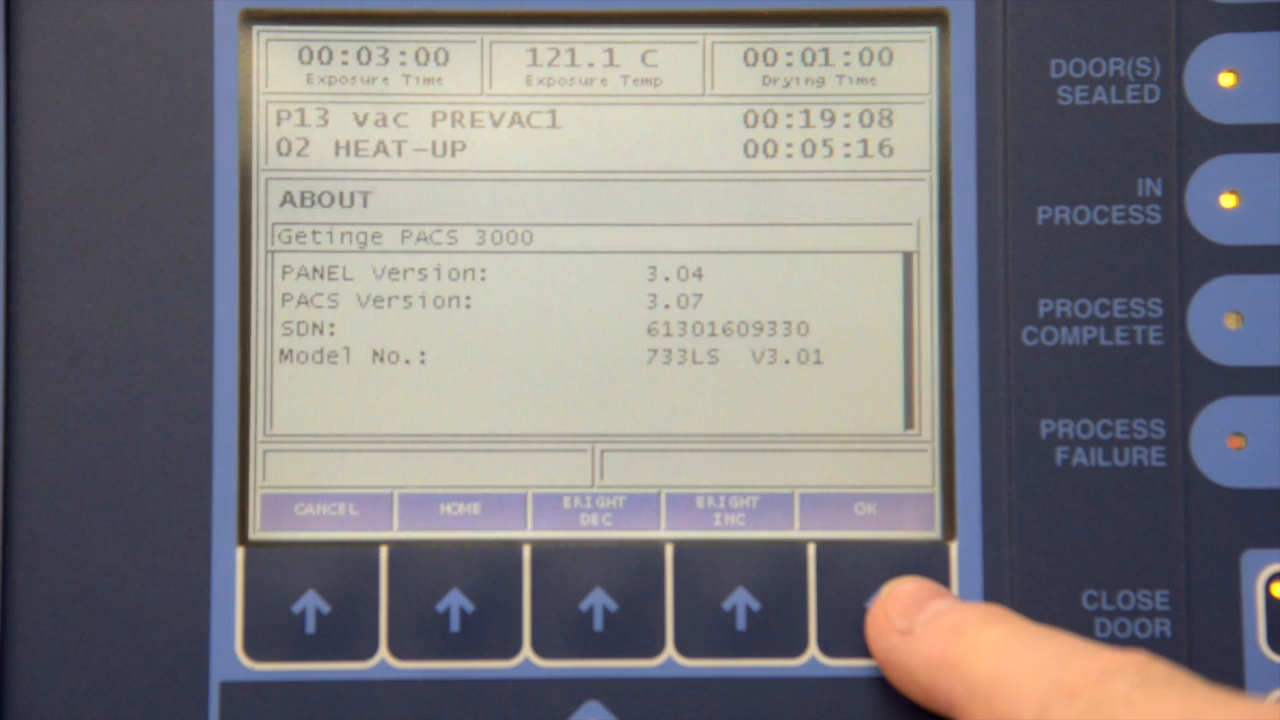 00:03:00 121.1 C 00:01:00
Exposure Time Exposure Temp Drying Time
P13 vac PREVAC1 00:19:08
02 HEAT-UP 00:05:16
ABOUT
Getinge PACS 3000
PANEL Version: 3.04
PACS Version: 3.07
SDN: 61301609330
Model No.: 733LS V3.01
CANCEL HOME BRIGHT DEC BRIGHT INC OK
DOOR(S)
SEALED
IN
PROCESS
PROCESS
COMPLETE
PROCESS
FAILURE
CLOSE
DOOR